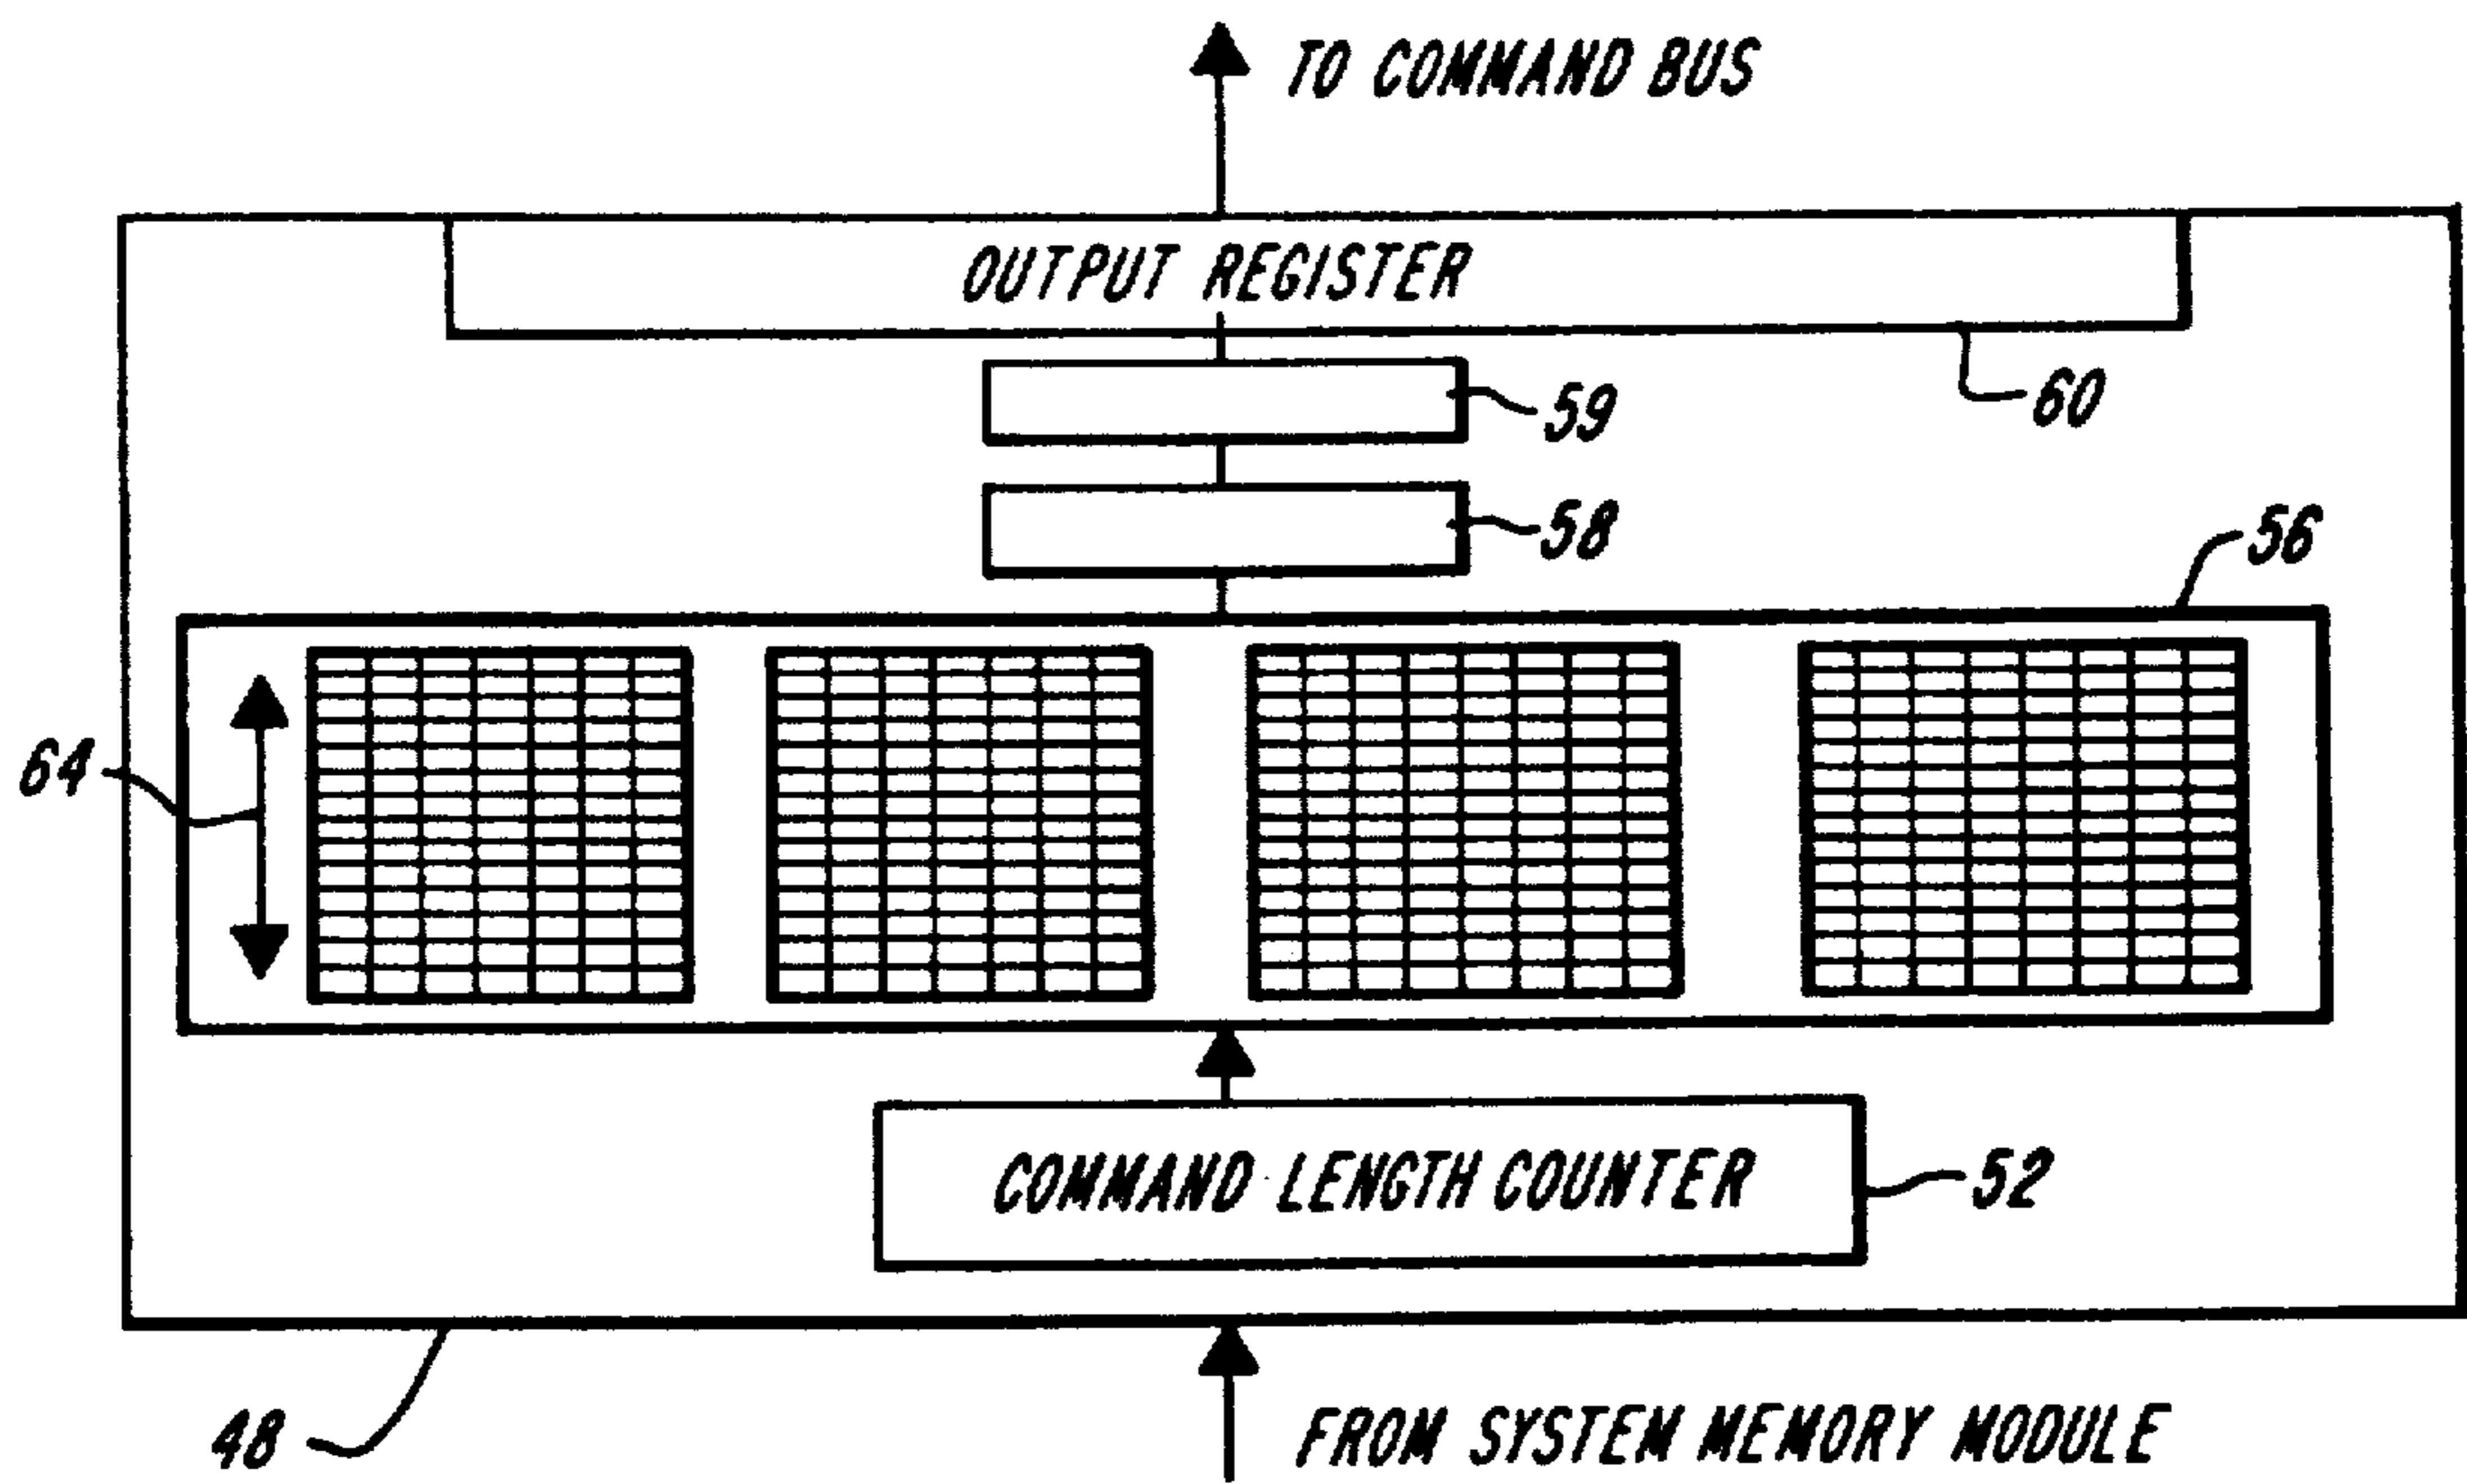 TO COMMAND BUS
OUTPUT REGISTER
60
59
58
56
64
COMMAND LENGTH COUNTER
52
48
FROM SYSTEM MEMORY MODULE